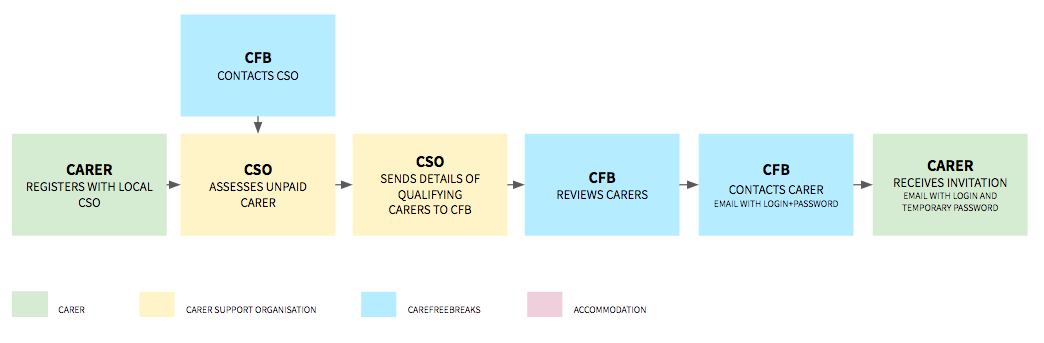 CFB
CONTACTS CSO
CARER
REGISTERS WITH LOCAL
CSO
CSO
ASSESSES UNPAID
CARER
CSO
SENDS DETAILS OF
QUALIFYING
CARERS TO CFB
CFB
REVIEWS CARERS
CFB
CONTACTS CARER
EMAIL WITH LOGIN+PASSWORD
CARER
RECEIVES INVITATION
EMAIL WITH LOGIN AND
TEMPORARY PASSWORD
CARER
CARER SUPPORT ORGANISATION
CAREFREEBREAKS
ACCOMMODATION